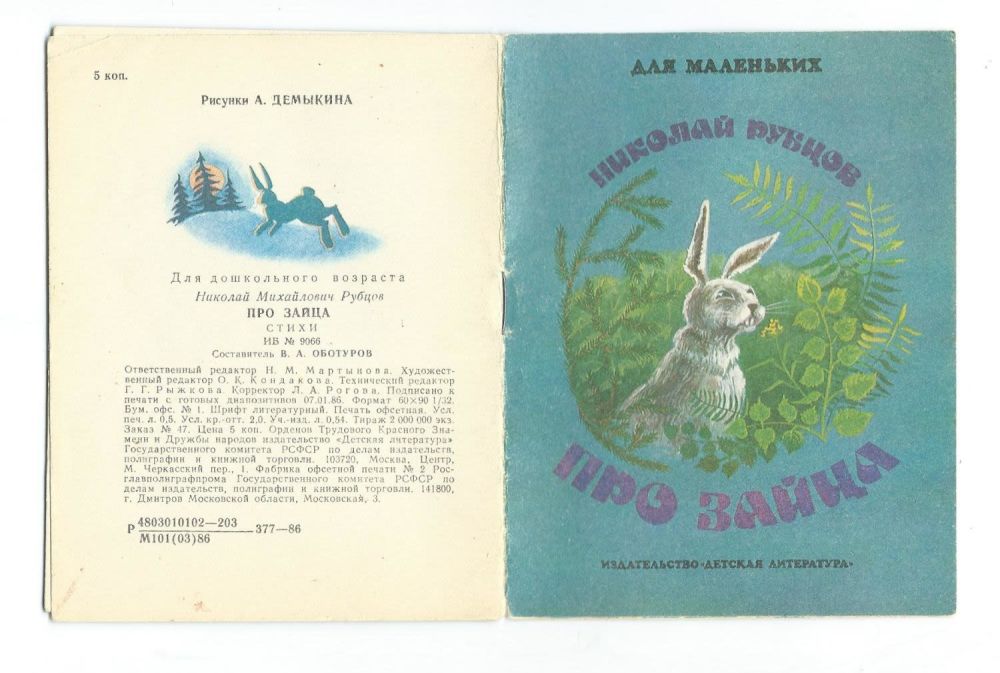 5 коп.
Рисунки А. ДЕМЫКИНА
Для дошкольного возраста
Николай Михайлович Рубцов
ПРО ЗАЙЦА
СТИХИ
ИБ № 9066
Составитель В. А. ОБОТУРОВ
Ответственный редактор Н. М. Мартынова. Художест-
венный редактор О. К. Кондакова. Технический редактор
Г. Г. Рыжкова. Корректор Л. А. Рогова. Подписано к
печати с готовых диапозитивов 07.01.86. Формат 60×90 1/32.
Бум. офс. № 1. Шрифт литературный. Печать офсетная. Усл.
печ. л. 0,5. Усл. кр.-отт. 2,0. Уч.-изд. л. 0,54. Тираж 2 000 000 экз.
Заказ № 47. Цена 5 коп. Орденов Трудового Красного Зна-
мени и Дружбы народов издательство «Детская литература»
Государственного комитета РСФСР по делам издательств,
полиграфии и книжной торговли. 103720, Москва, Центр,
М. Черкасский пер., 1. Фабрика офсетной печати № 2 Рос-
главполиграфпрома Государственного комитета РСФСР по
делам издательств, полиграфии и книжной торговли. 141800,
г. Дмитров Московской области, Московская, 3.
Р 4803010102—203 377—86
М101(03)86
ДЛЯ МАЛЕНЬКИХ
НИКОЛАЙ РУБЦОВ
ПРО ЗАЙЦА
ИЗДАТЕЛЬСТВО «ДЕТСКАЯ ЛИТЕРАТУРА»